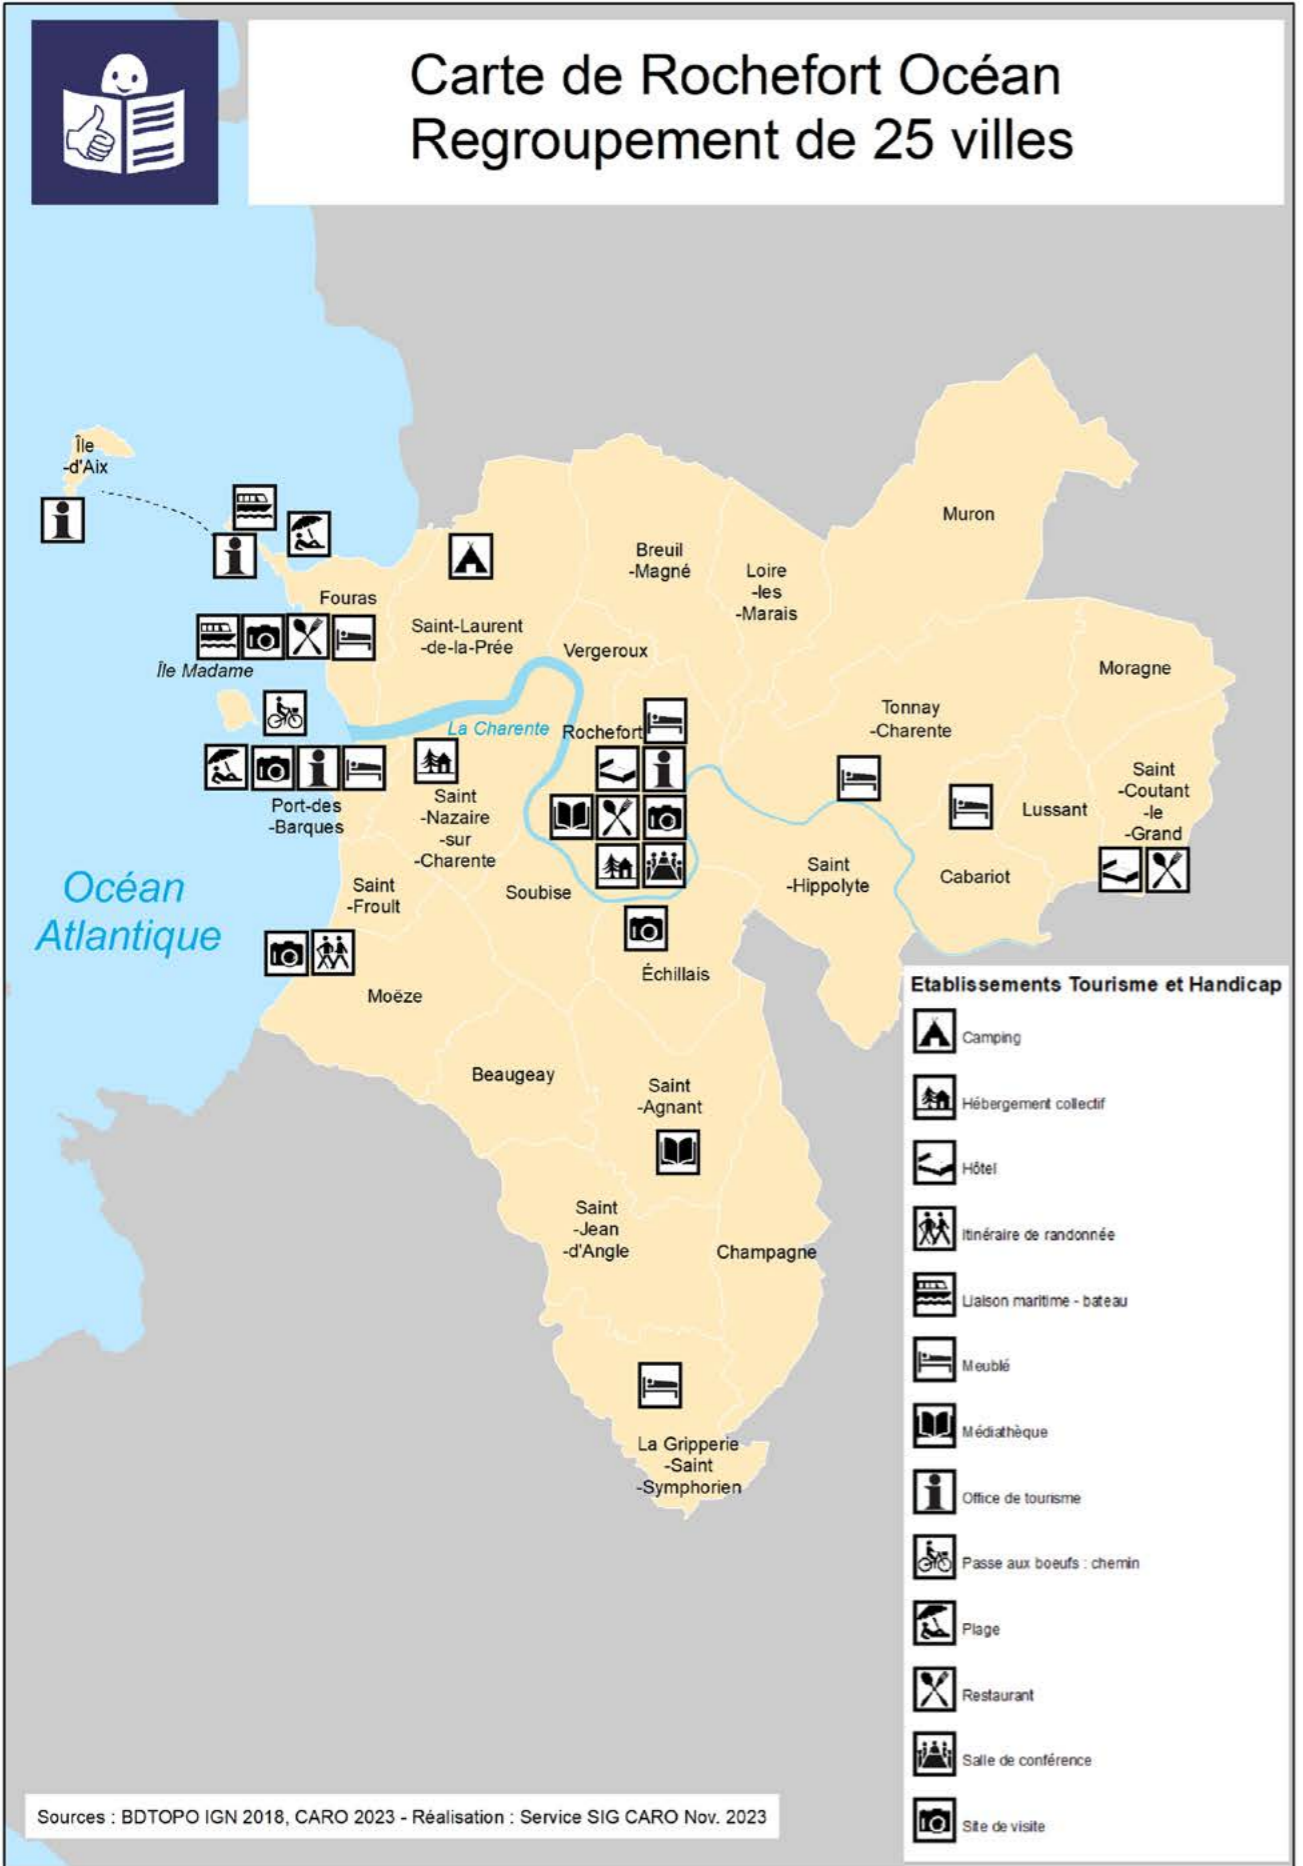 Carte de Rochefort Océan
Regroupement de 25 villes
Île
-d'Aix
Muron
Breuil
-Magné
Loire
-les
-Marais
Fouras
Saint-Laurent
-de-la-Prée
Vergeroux
Île Madame
Moragne
Tonnay
-Charente
La Charente
Rochefort
Port-des
-Barques
Saint
-Nazaire
-sur
-Charente
Saint
-Coutant
-le
-Grand
Lussant
Saint
-Hippolyte
Cabariot
Océan
Atlantique
Saint
-Froult
Soubise
Échillais
Moëze
Beaugeay
Saint
-Agnant
Saint
-Jean
-d'Angle
Champagne
La Gripperie
-Saint
-Symphorien
Etablissements Tourisme et Handicap
Camping
Hébergement collectif
Hôtel
Itinéraire de randonnée
Liaison maritime - bateau
Meublé
Médiathèque
Office de tourisme
Passe aux boeufs : chemin
Plage
Restaurant
Salle de conférence
Site de visite
Sources : BDTOPO IGN 2018, CARO 2023 - Réalisation : Service SIG CARO Nov. 2023